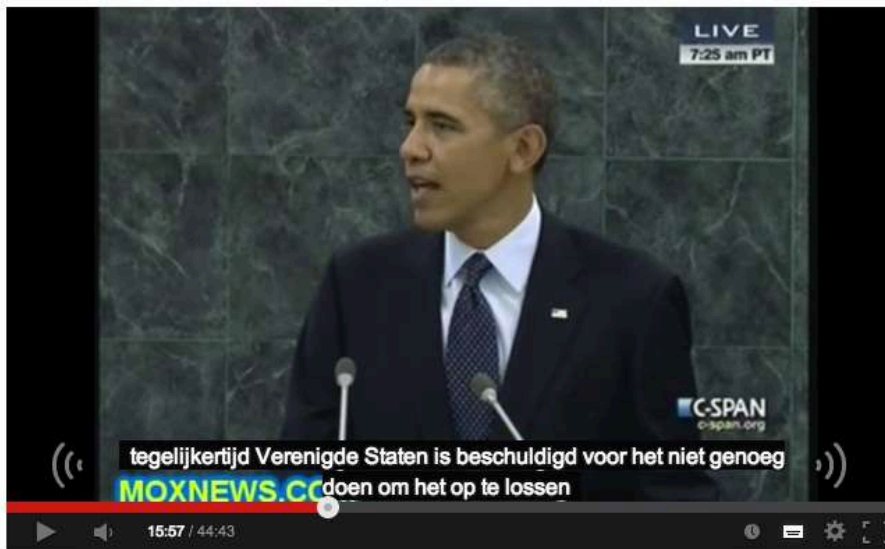 LIVE
7:25 am PT
C-SPAN
c-span.org
tegelijkertijd Verenigde Staten is beschuldigd voor het niet genoeg
doen om het op te lossen
MOXNEWS.CO
15:57 / 44:43